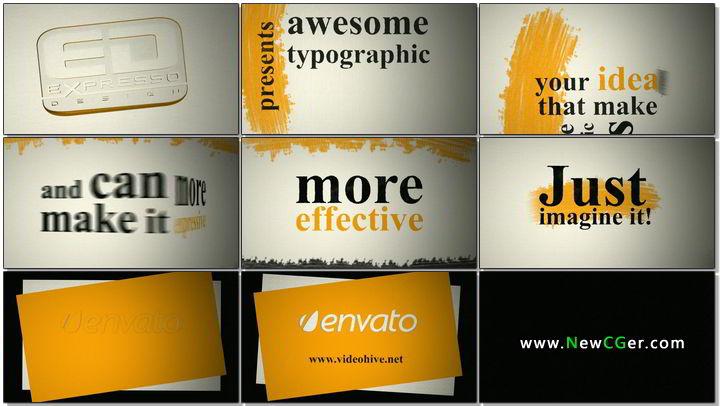 ED
EXPRESSO
DESIGN
presents
awesome
typographic
your idea
that make
and can more
make it expressive
more
effective
Just
imagine it!
envato
envato
www.videohive.net
www.NewCGer.com